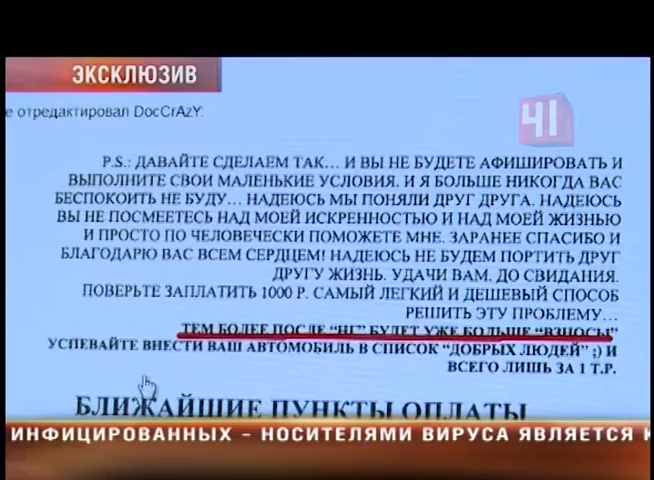 ЭКСКЛЮЗИВ
е отредактировал DocCrAzY:
41
P.S.: ДАВАЙТЕ СДЕЛАЕМ ТАК... И ВЫ НЕ БУДЕТЕ АФИШИРОВАТЬ И
ВЫПОЛНИТЕ СВОИ МАЛЕНЬКИЕ УСЛОВИЯ. И Я БОЛЬШЕ НИКОГДА ВАС
БЕСПОКОИТЬ НЕ БУДУ... НАДЕЮСЬ МЫ ПОНЯЛИ ДРУГ ДРУГА. НАДЕЮСЬ
ВЫ НЕ ПОСМЕЕТЕСЬ НАД МОЕЙ ИСКРЕННОСТЬЮ И НАД МОЕЙ ЖИЗНЬЮ
И ПРОСТО ПО ЧЕЛОВЕЧЕСКИ ПОМОЖЕТЕ МНЕ. ЗАРАНЕЕ СПАСИБО И
БЛАГОДАРЮ ВАС ВСЕМ СЕРДЦЕМ! НАДЕЮСЬ НЕ БУДЕМ ПОРТИТЬ ДРУГ
ДРУГУ ЖИЗНЬ. УДАЧИ ВАМ. ДО СВИДАНИЯ.
ПОВЕРЬТЕ ЗАПЛАТИТЬ 1000 Р. САМЫЙ ЛЕГКИЙ И ДЕШЕВЫЙ СПОСОБ
РЕШИТЬ ЭТУ ПРОБЛЕМУ...
ТЕМ БОЛЕЕ ПОСЛЕ "НГ" БУДЕТ УЖЕ БОЛЬШЕ "ВЗНОСЫ"
УСПЕВАЙТЕ ВНЕСТИ ВАШ АВТОМОБИЛЬ В СПИСОК "ДОБРЫХ ЛЮДЕЙ" ;) И
ВСЕГО ЛИШЬ ЗА 1 Т.Р.
БЛИЖАЙШИЕ ПУНКТЫ ОПЛАТЫ
ИНФИЦИРОВАННЫХ - НОСИТЕЛЯМИ ВИРУСА ЯВЛЯЕТСЯ К